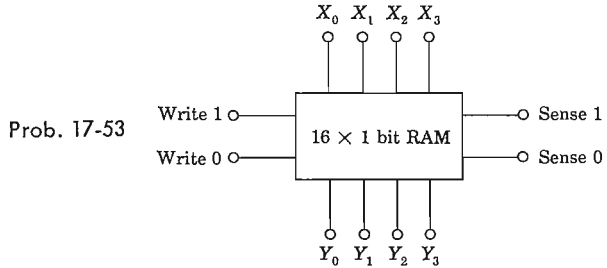 X₀ X₁ X₂ X₃
Write 1 Sense 1
Prob. 17-53 16 × 1 bit RAM
Write 0 Sense 0
Y₀ Y₁ Y₂ Y₃